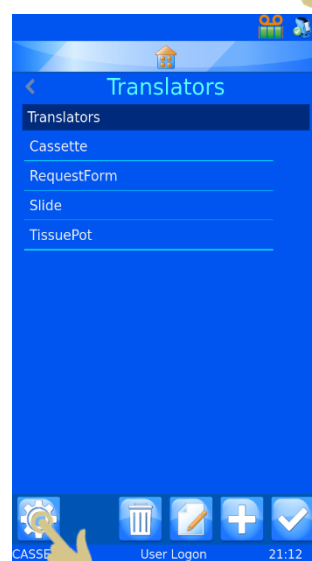 Translators
Translators
Cassette
RequestForm
Slide
TissuePot
User Logon 21:12